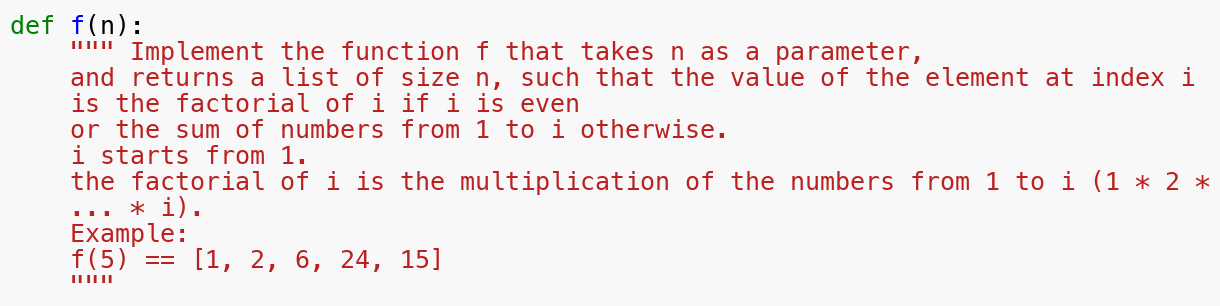 def f(n):
    """ Implement the function f that takes n as a parameter,
    and returns a list of size n, such that the value of the element at index i
    is the factorial of i if i is even
    or the sum of numbers from 1 to i otherwise.
    i starts from 1.
    the factorial of i is the multiplication of the numbers from 1 to i (1 * 2 *
    ... * i).
    Example:
    f(5) == [1, 2, 6, 24, 15]
    """